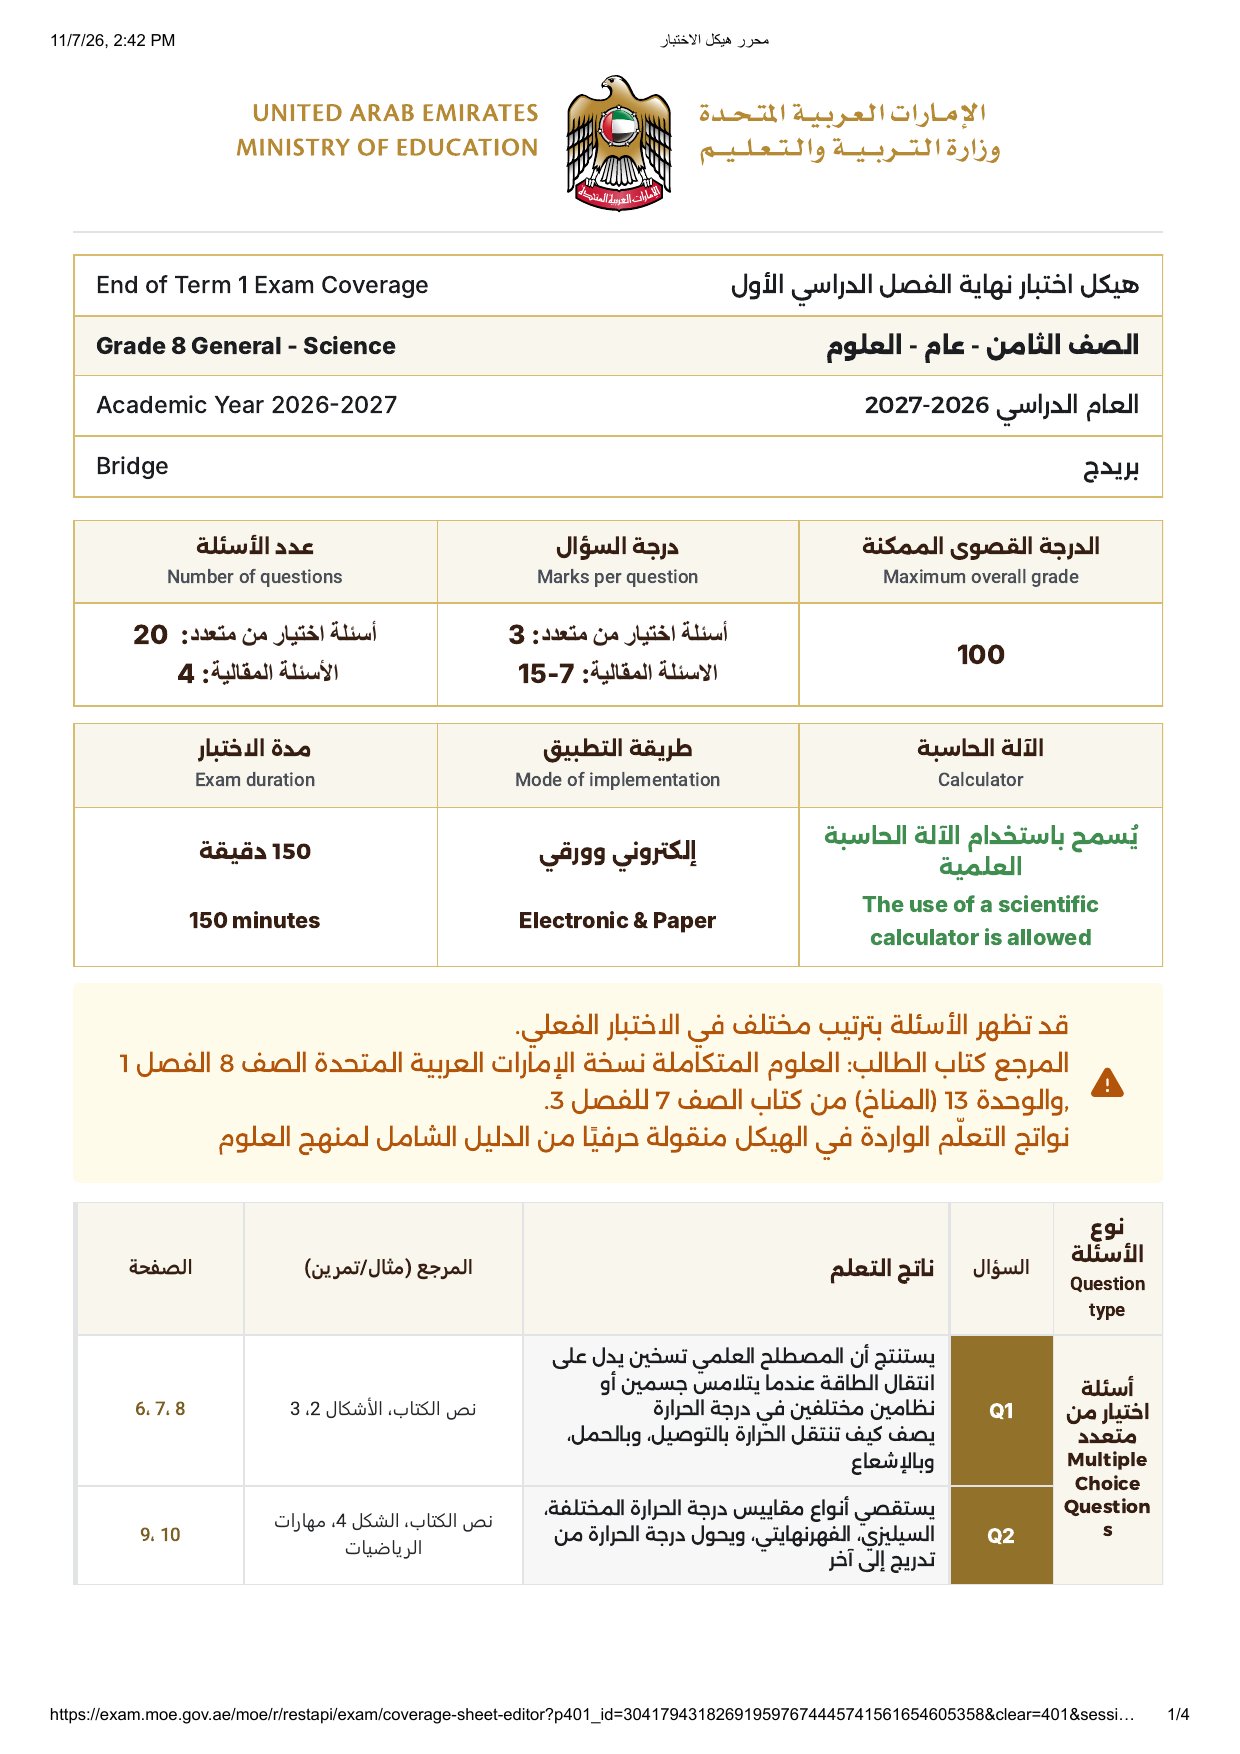 11/7/26, 2:42 PM
محرر هيكل الاختبار
UNITED ARAB EMIRATES
MINISTRY OF EDUCATION
الإمارات العربية المتحدة
وزارة التربية والتعليم
الإمارات العربية المتحدة
End of Term 1 Exam Coverage
هيكل اختبار نهاية الفصل الدراسي الأول
Grade 8 General - Science
الصف الثامن - عام - العلوم
Academic Year 2026-2027
العام الدراسي 2026-2027
Bridge
بريدج
الدرجة القصوى الممكنة
Maximum overall grade
درجة السؤال
Marks per question
عدد الأسئلة
Number of questions
100
أسئلة اختيار من متعدد: 3
الاسئلة المقالية: 7-15
أسئلة اختيار من متعدد: 20
الأسئلة المقالية: 4
الآلة الحاسبة
Calculator
طريقة التطبيق
Mode of implementation
مدة الاختبار
Exam duration
يُسمح باستخدام الآلة الحاسبة
العلمية
The use of a scientific
calculator is allowed
إلكتروني وورقي
Electronic & Paper
150 دقيقة
150 minutes
قد تظهر الأسئلة بترتيب مختلف في الاختبار الفعلي.
المرجع كتاب الطالب: العلوم المتكاملة نسخة الإمارات العربية المتحدة الصف 8 الفصل 1
,والوحدة 13 (المناخ) من كتاب الصف 7 للفصل 3.
نواتج التعلّم الواردة في الهيكل منقولة حرفيًا من الدليل الشامل لمنهج العلوم
نوع
الأسئلة
Question
type
السؤال
ناتج التعلم
المرجع (مثال/تمرين)
الصفحة
أسئلة
اختيار من
متعدد
Multiple
Choice
Question
s
Q1
يستنتج أن المصطلح العلمي تسخين يدل على
انتقال الطاقة عندما يتلامس جسمين أو
نظامين مختلفين في درجة الحرارة
يصف كيف تنتقل الحرارة بالتوصيل، وبالحمل،
وبالإشعاع
نص الكتاب، الأشكال 2، 3
6، 7، 8
Q2
يستقصي أنواع مقاييس درجة الحرارة المختلفة،
السيليزي، الفهرنهايتي، ويحول درجة الحرارة من
تدريج إلى آخر
نص الكتاب، الشكل 4، مهارات
الرياضيات
9، 10
https://exam.moe.gov.ae/moe/r/restapi/exam/coverage-sheet-editor?p401_id=304179431826919597674445741561654605358&clear=401&sessi…
1/4